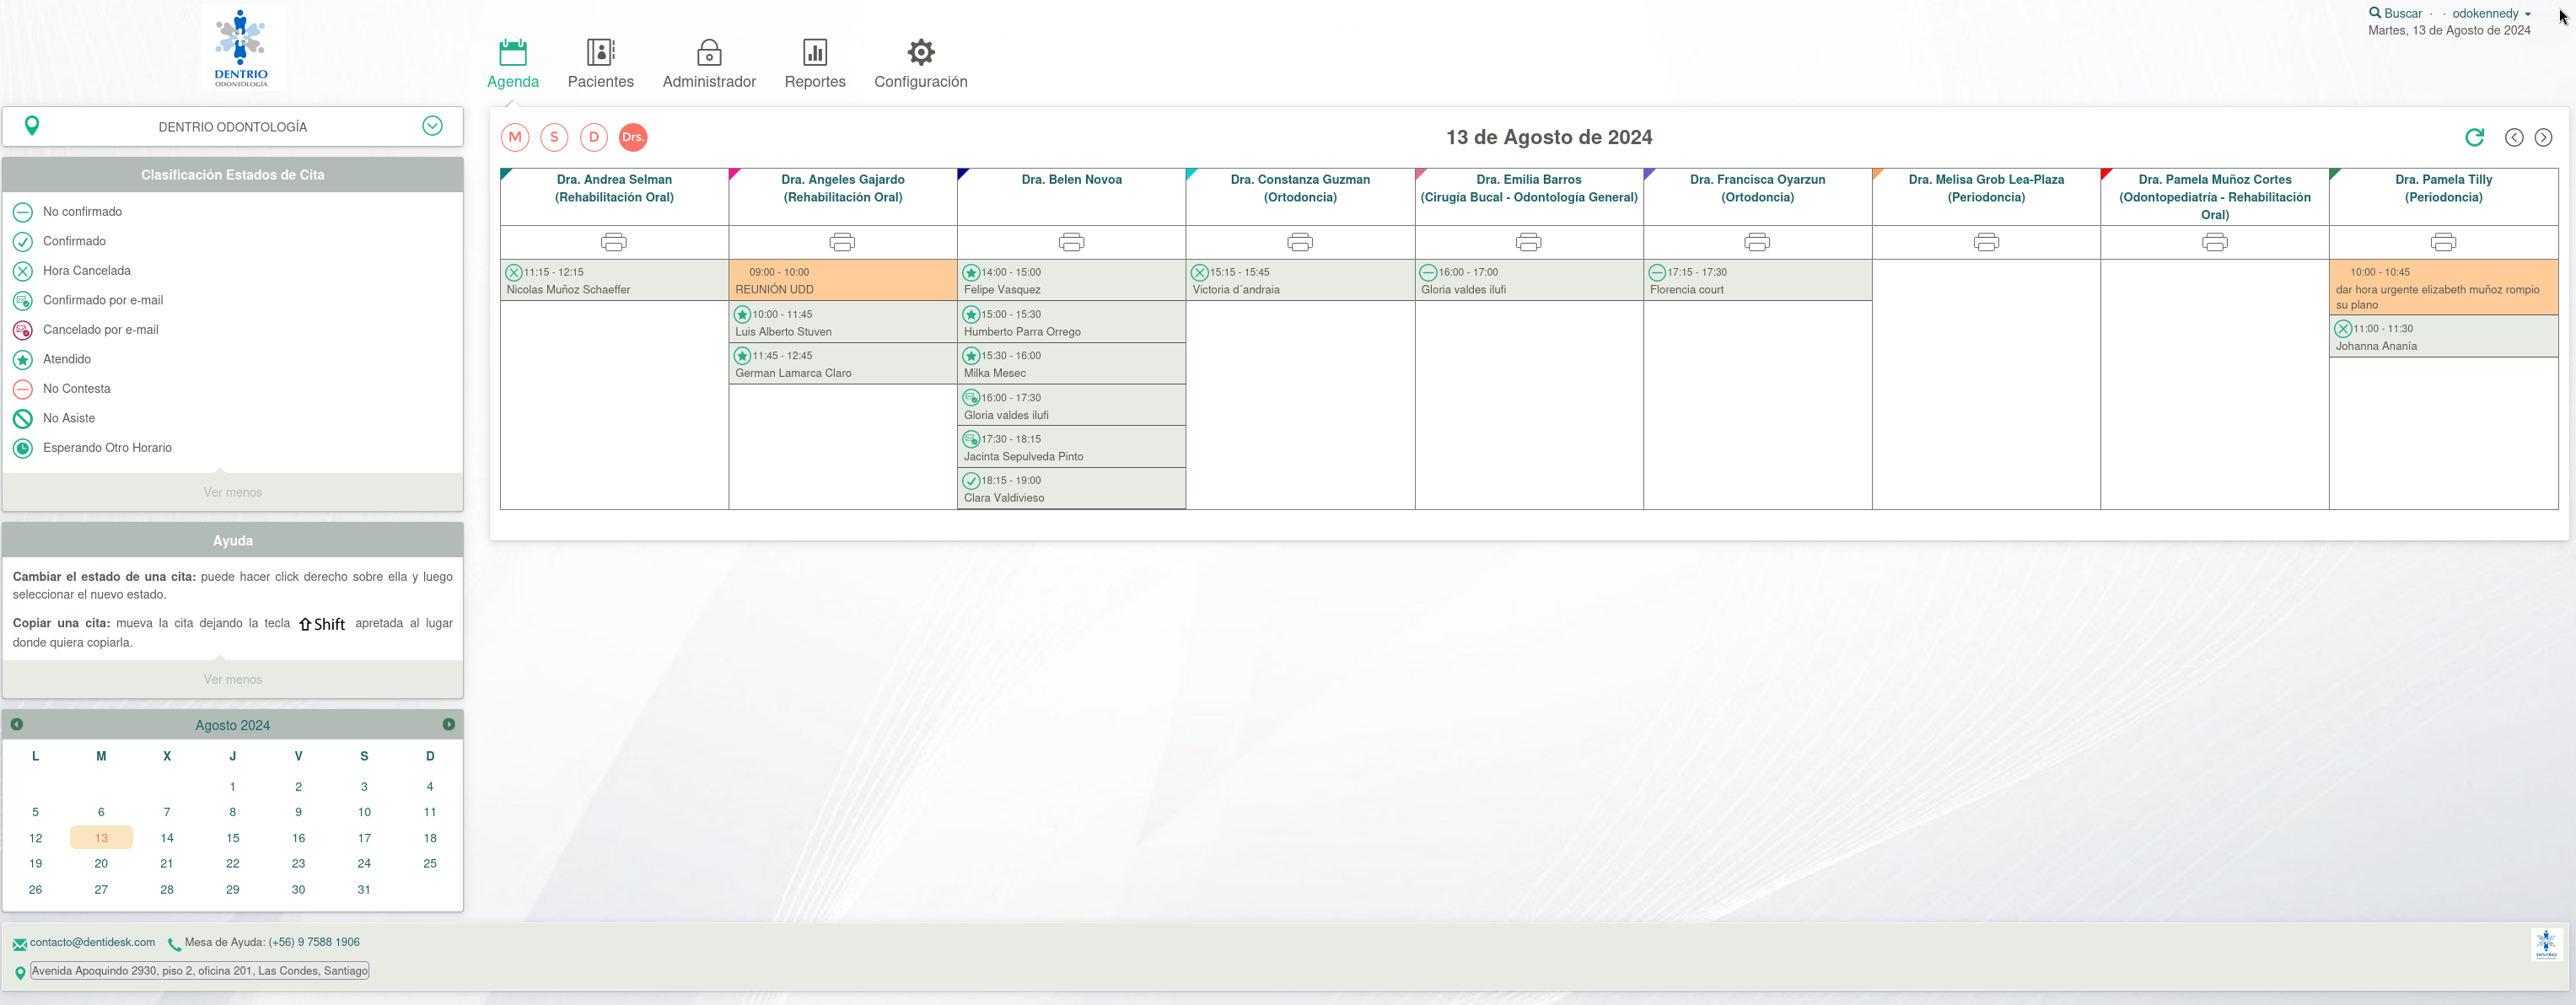 DENTRIO
ODONTOLOGÍA
Agenda
Pacientes
Administrador
Reportes
Configuración
Buscar · · odokennedy
Martes, 13 de Agosto de 2024
DENTRIO ODONTOLOGÍA
Clasificación Estados de Cita
No confirmado
Confirmado
Hora Cancelada
Confirmado por e-mail
Cancelado por e-mail
Atendido
No Contesta
No Asiste
Esperando Otro Horario
Ver menos
Ayuda
Cambiar el estado de una cita: puede hacer click derecho sobre ella y luego
seleccionar el nuevo estado.
Copiar una cita: mueva la cita dejando la tecla ⇧Shift apretada al lugar
donde quiera copiarla.
Ver menos
Agosto 2024
L M X J V S D
1 2 3 4
5 6 7 8 9 10 11
12 13 14 15 16 17 18
19 20 21 22 23 24 25
26 27 28 29 30 31
M S D Drs.
13 de Agosto de 2024
Dra. Andrea Selman
(Rehabilitación Oral)
11:15 - 12:15
Nicolas Muñoz Schaeffer
Dra. Angeles Gajardo
(Rehabilitación Oral)
09:00 - 10:00
REUNIÓN UDD
10:00 - 11:45
Luis Alberto Stuven
11:45 - 12:45
German Lamarca Claro
Dra. Belen Novoa
14:00 - 15:00
Felipe Vasquez
15:00 - 15:30
Humberto Parra Orrego
15:30 - 16:00
Milka Mesec
16:00 - 17:30
Gloria valdes ilufi
17:30 - 18:15
Jacinta Sepulveda Pinto
18:15 - 19:00
Clara Valdivieso
Dra. Constanza Guzman
(Ortodoncia)
15:15 - 15:45
Victoria d´andraia
Dra. Emilia Barros
(Cirugía Bucal - Odontología General)
16:00 - 17:00
Gloria valdes ilufi
Dra. Francisca Oyarzun
(Ortodoncia)
17:15 - 17:30
Florencia court
Dra. Melisa Grob Lea-Plaza
(Periodoncia)
Dra. Pamela Muñoz Cortes
(Odontopediatría - Rehabilitación
Oral)
Dra. Pamela Tilly
(Periodoncia)
10:00 - 10:45
dar hora urgente elizabeth muñoz rompio
su plano
11:00 - 11:30
Johanna Ananía
contacto@dentidesk.com Mesa de Ayuda: (+56) 9 7588 1906
Avenida Apoquindo 2930, piso 2, oficina 201, Las Condes, Santiago